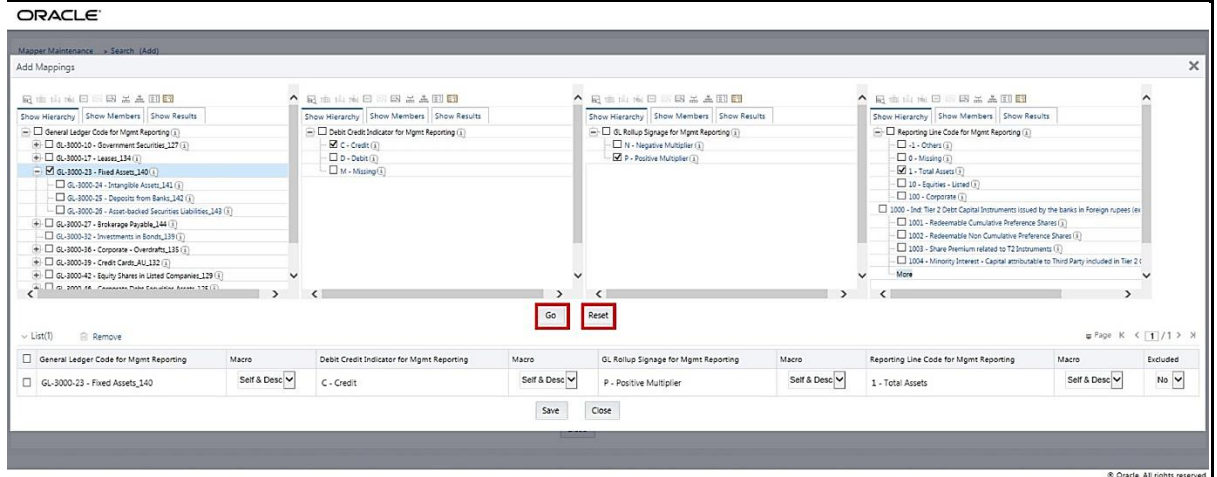 ORACLE
Mapper Maintenance > Search (Add)
Add Mappings
Show Hierarchy Show Members Show Results
General Ledger Code for Mgmt Reporting
GL-3000-10 - Government Securities_127
GL-3000-17 - Leases_134
GL-3000-23 - Fixed Assets_140
GL-3000-24 - Intangible Assets_141
GL-3000-25 - Deposits from Banks_142
GL-3000-26 - Asset-backed Securities Liabilities_143
GL-3000-27 - Brokerage Payable_144
GL-3000-32 - Investments in Bonds_139
GL-3000-36 - Corporate - Overdrafts_135
GL-3000-39 - Credit Cards_AU_132
GL-3000-42 - Equity Shares in Listed Companies_129
GL-3000-46 - Corporate Debt Securities Assets_128
Show Hierarchy Show Members Show Results
Debit Credit Indicator for Mgmt Reporting
C - Credit
D - Debit
M - Missing
Show Hierarchy Show Members Show Results
GL Rollup Signage for Mgmt Reporting
N - Negative Multiplier
P - Positive Multiplier
Show Hierarchy Show Members Show Results
Reporting Line Code for Mgmt Reporting
-1 - Others
0 - Missing
1 - Total Assets
10 - Equities - Listed
100 - Corporate
1000 - Ind: Tier 2 Debt Capital Instruments issued by the banks in Foreign rupees (ex
1001 - Redeemable Cumulative Preference Shares
1002 - Redeemable Non Cumulative Preference Shares
1003 - Share Premium related to T2 Instruments
1004 - Minority Interest - Capital attributable to Third Party included in Tier 2
More
Go Reset
List(1) Remove Page 1 / 1
General Ledger Code for Mgmt Reporting Macro Debit Credit Indicator for Mgmt Reporting Macro GL Rollup Signage for Mgmt Reporting Macro Reporting Line Code for Mgmt Reporting Macro Excluded
GL-3000-23 - Fixed Assets_140 Self & Desc C - Credit Self & Desc P - Positive Multiplier Self & Desc 1 - Total Assets Self & Desc No
Save Close
© Oracle. All rights reserved